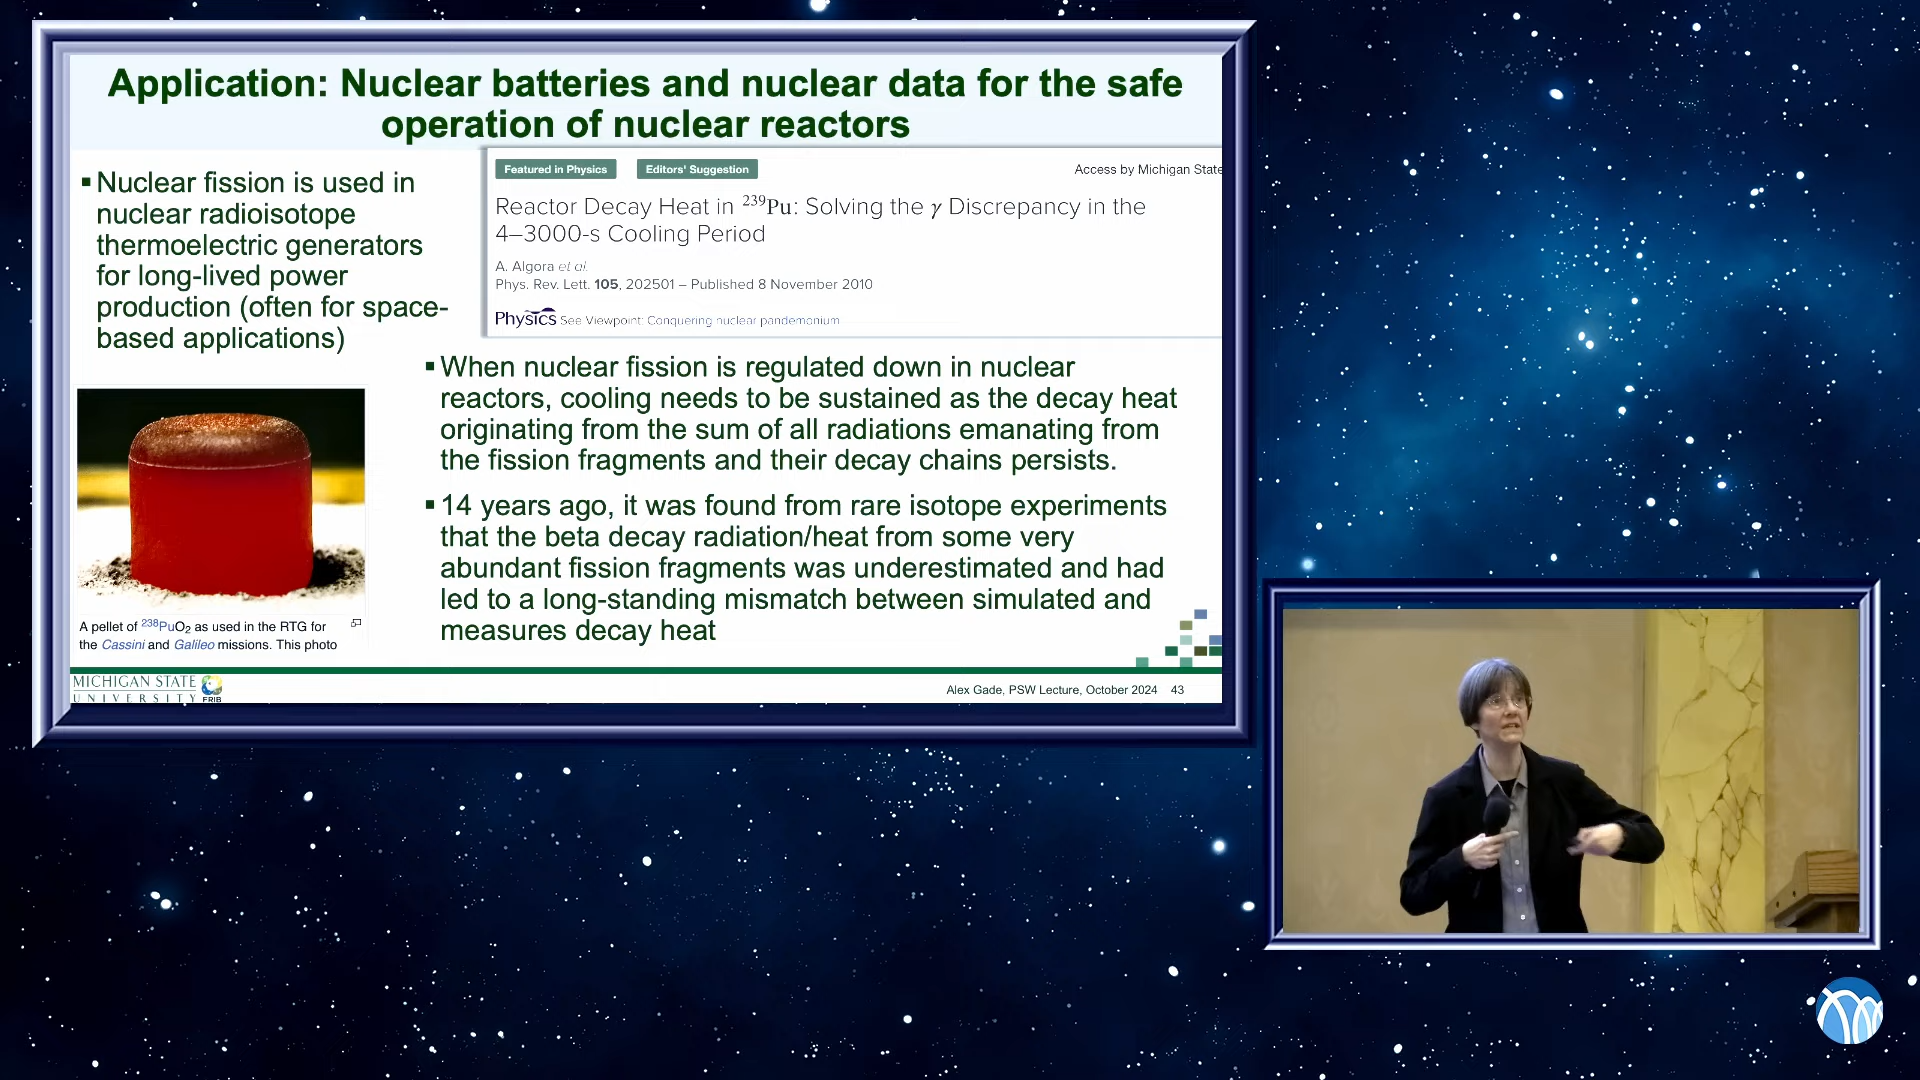 Application: Nuclear batteries and nuclear data for the safe
operation of nuclear reactors
▪Nuclear fission is used in
nuclear radioisotope
thermoelectric generators
for long-lived power
production (often for space-
based applications)
Featured in Physics Editors' Suggestion Access by Michigan State
Reactor Decay Heat in ²³⁹Pu: Solving the γ Discrepancy in the
4–3000-s Cooling Period
A. Algora et al.
Phys. Rev. Lett. 105, 202501 – Published 8 November 2010
Physics See Viewpoint: Conquering nuclear pandemonium
▪When nuclear fission is regulated down in nuclear
reactors, cooling needs to be sustained as the decay heat
originating from the sum of all radiations emanating from
the fission fragments and their decay chains persists.
▪14 years ago, it was found from rare isotope experiments
that the beta decay radiation/heat from some very
abundant fission fragments was underestimated and had
led to a long-standing mismatch between simulated and
measures decay heat
A pellet of ²³⁸PuO₂ as used in the RTG for
the Cassini and Galileo missions. This photo
MICHIGAN STATE
UNIVERSITY
FRIB
Alex Gade, PSW Lecture, October 2024 43